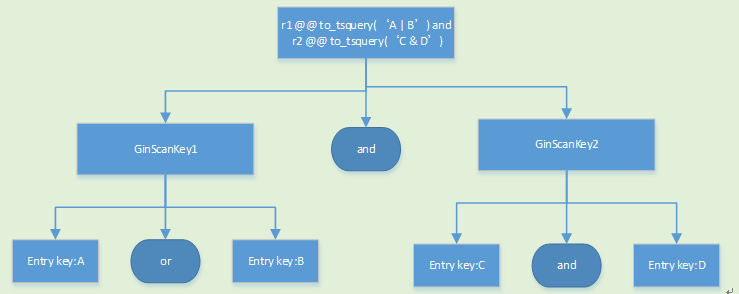 r1 @@ to_tsquery(‘A | B’) and
r2 @@ to_tsquery(‘C & D’)
GinScanKey1
and
GinScanKey2
Entry key:A
or
Entry key:B
Entry key:C
and
Entry key:D